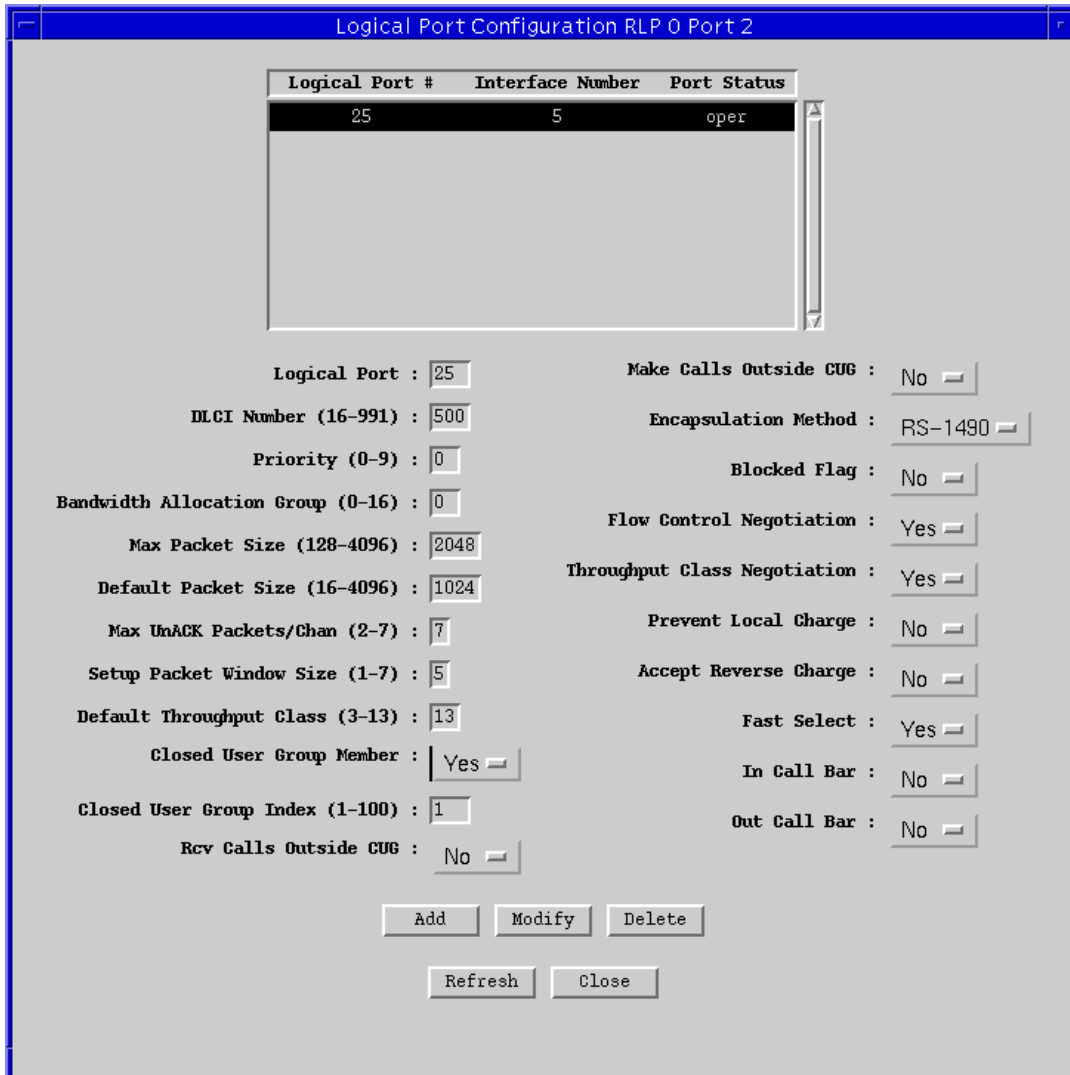 Logical Port Configuration RLP 0 Port 2
Logical Port # Interface Number Port Status
25 5 oper
Logical Port : 25
DLCI Number (16-991) : 500
Priority (0-9) : 0
Bandwidth Allocation Group (0-16) : 0
Max Packet Size (128-4096) : 2048
Default Packet Size (16-4096) : 1024
Max UnACK Packets/Chan (2-7) : 7
Setup Packet Window Size (1-7) : 5
Default Throughput Class (3-13) : 13
Closed User Group Member : Yes
Closed User Group Index (1-100) : 1
Rcv Calls Outside CUG : No
Make Calls Outside CUG : No
Encapsulation Method : RS-1490
Blocked Flag : No
Flow Control Negotiation : Yes
Throughput Class Negotiation : Yes
Prevent Local Charge : No
Accept Reverse Charge : No
Fast Select : Yes
In Call Bar : No
Out Call Bar : No
Add Modify Delete
Refresh Close